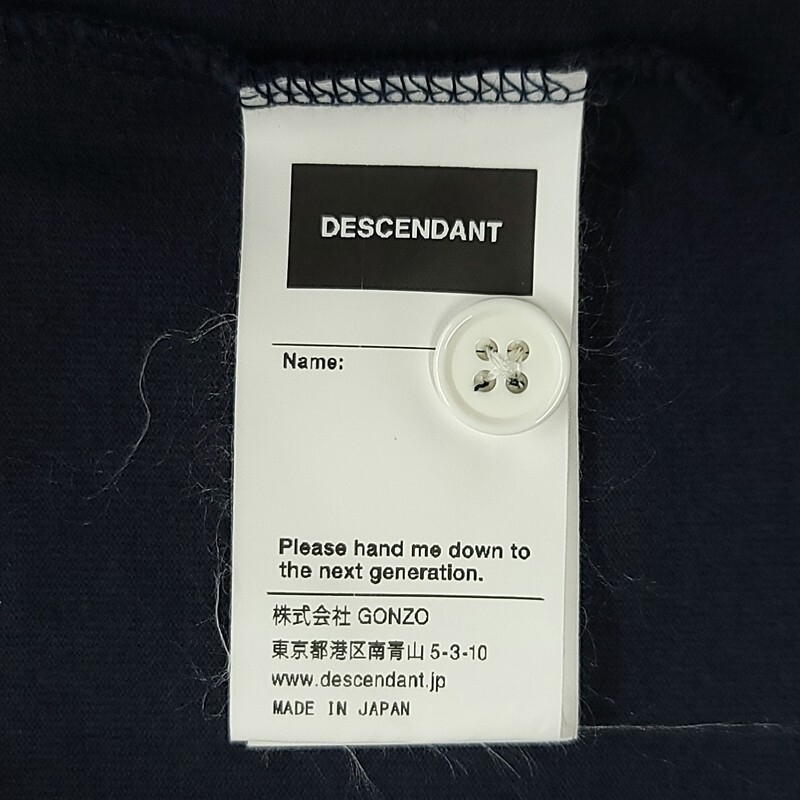 DESCENDANT
Name:
Please hand me down to
the next generation.
株式会社 GONZO
東京都港区南青山 5-3-10
www.descendant.jp
MADE IN JAPAN